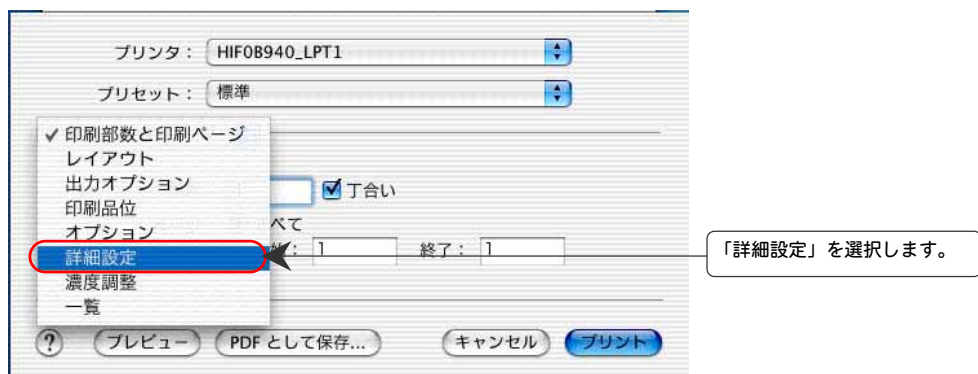 プリンタ： HIF0B940_LPT1
プリセット： 標準
✓ 印刷部数と印刷ページ
レイアウト
出力オプション
印刷品位
オプション
詳細設定
濃度調整
一覧
丁合い
べて
1 終了： 1
? プレビュー PDF として保存... キャンセル プリント
「詳細設定」を選択します。